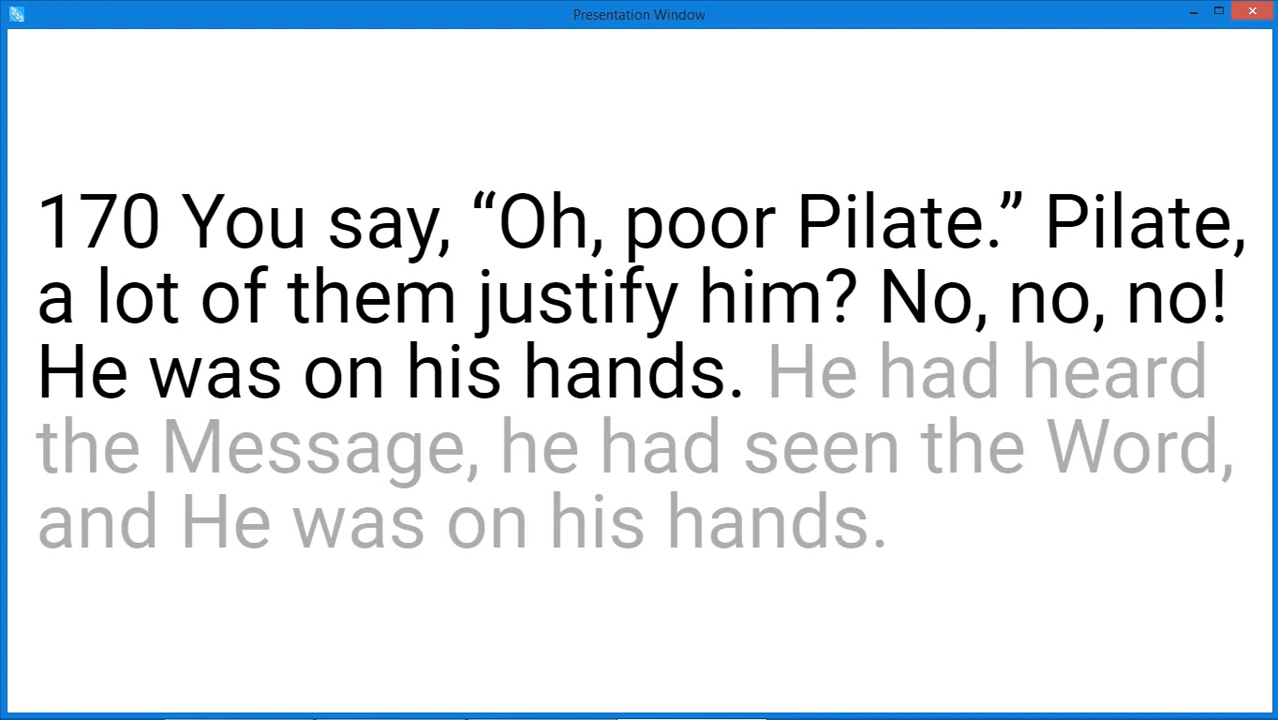 Presentation Window
170 You say, “Oh, poor Pilate.” Pilate,
a lot of them justify him? No, no, no!
He was on his hands. He had heard
the Message, he had seen the Word,
and He was on his hands.